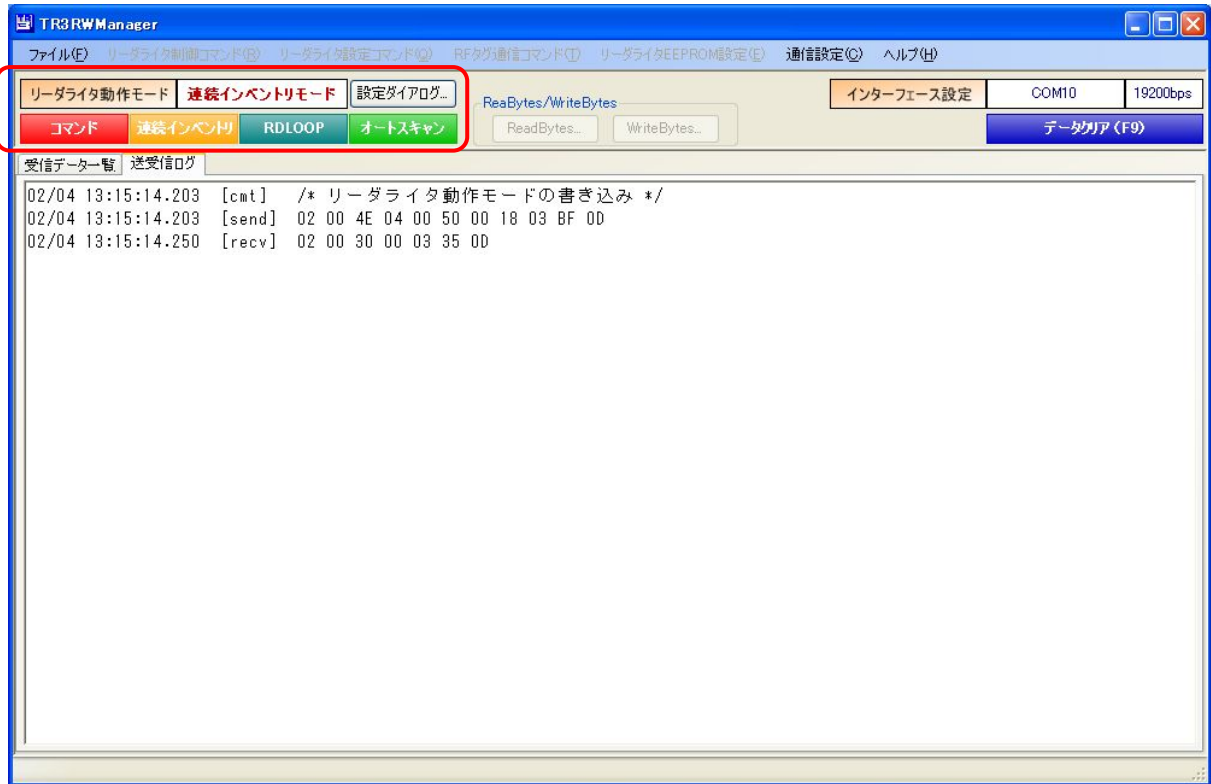 TR3RWManager
ファイル(F) リーダライタ制御コマンド(R) リーダライタ設定コマンド(Q) RFタグ通信コマンド(T) リーダライタEEPROM設定(E) 通信設定(C) ヘルプ(H)
リーダライタ動作モード 連続インベントリモード 設定ダイアログ... ReaBytes/WriteBytes インターフェース設定 COM10 19200bps
コマンド 連続インベントリ RDLOOP オートスキャン ReadBytes... WriteBytes... データクリア(F9)
受信データ一覧 送受信ログ
02/04 13:15:14.203 [cmt] /* リーダライタ動作モードの書き込み */
02/04 13:15:14.203 [send] 02 00 4E 04 00 50 00 18 03 BF 0D
02/04 13:15:14.250 [recv] 02 00 30 00 03 35 0D